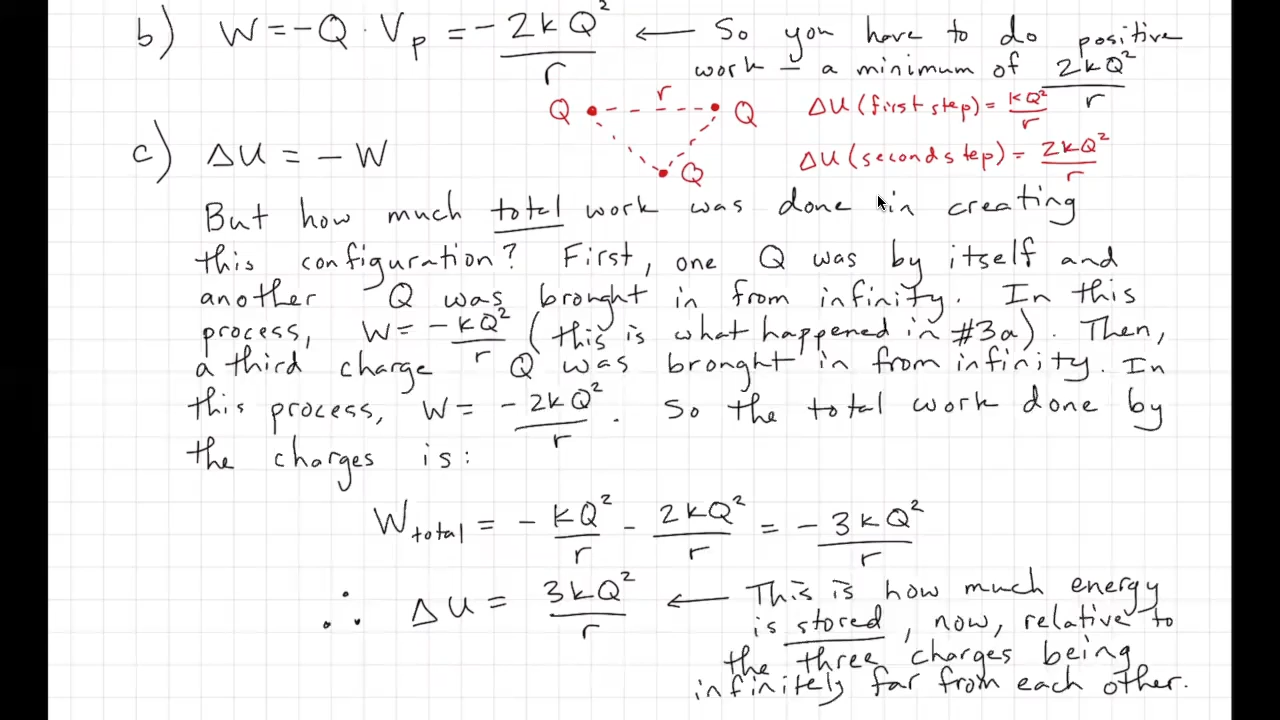 b) W = -Q · V_p = -2kQ²/r ← So you have to do positive
work – a minimum of 2kQ²/r
Q r Q ΔU (first step) = kQ²/r
c) ΔU = -W Q ΔU (second step) = 2kQ²/r
But how much total work was done in creating
this configuration? First, one Q was by itself and
another Q was brought in from infinity. In this
process, W = -kQ²/r (this is what happened in #3a). Then,
a third charge Q was brought in from infinity. In
this process, W = -2kQ²/r. So the total work done by
the charges is:
W_total = -kQ²/r - 2kQ²/r = -3kQ²/r
∴ ΔU = 3kQ²/r ← This is how much energy
is stored, now, relative to
the three charges being
infinitely far from each other.